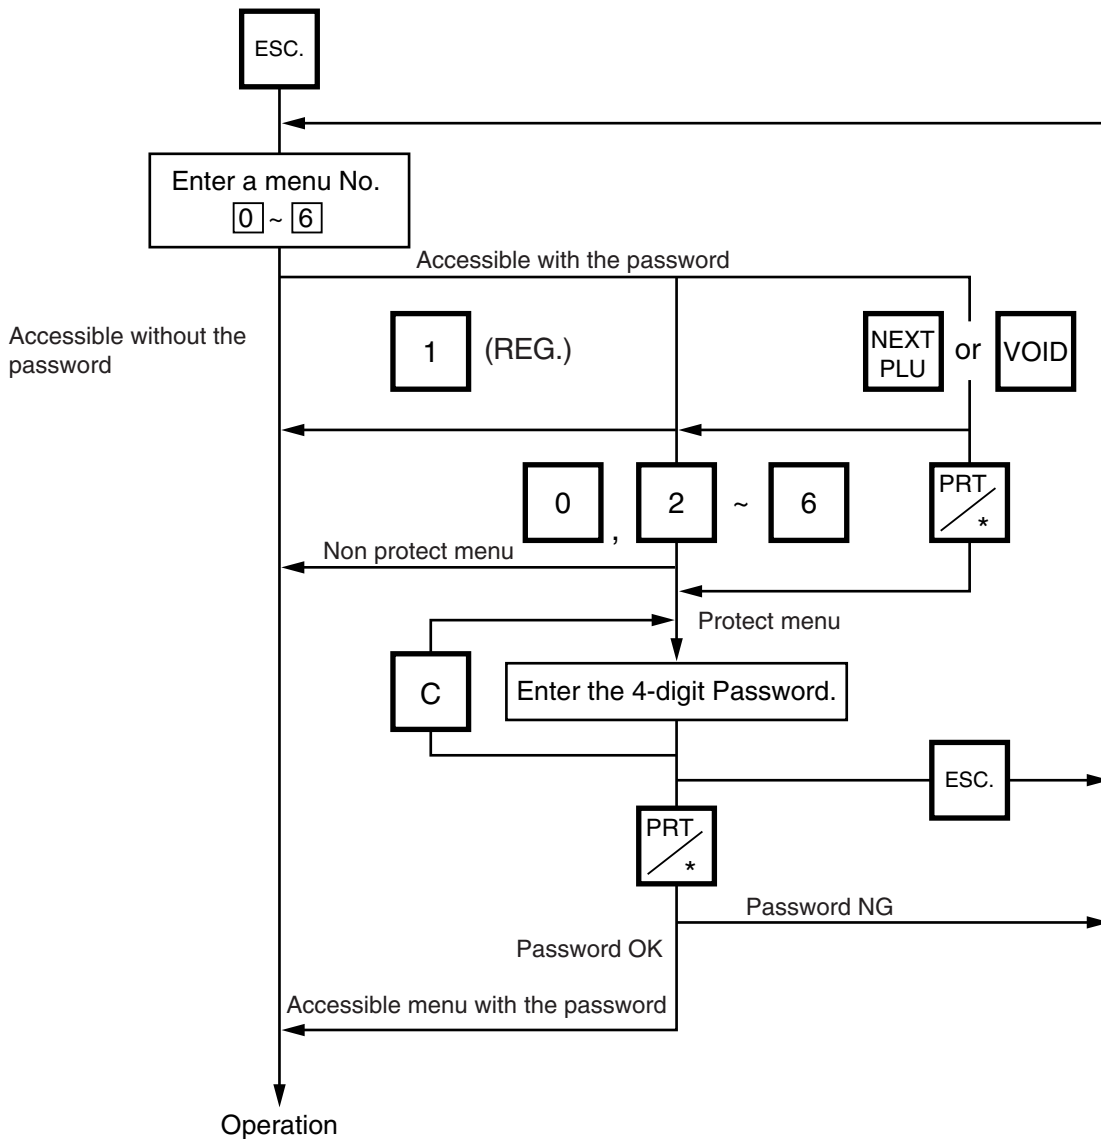 ESC.
Enter a menu No.
0 ~ 6
Accessible with the password
Accessible without the
password
1 (REG.)
NEXT
PLU or VOID
0 , 2 ~ 6
PRT
*
Non protect menu
Protect menu
C
Enter the 4-digit Password.
ESC.
PRT
*
Password NG
Password OK
Accessible menu with the password
Operation